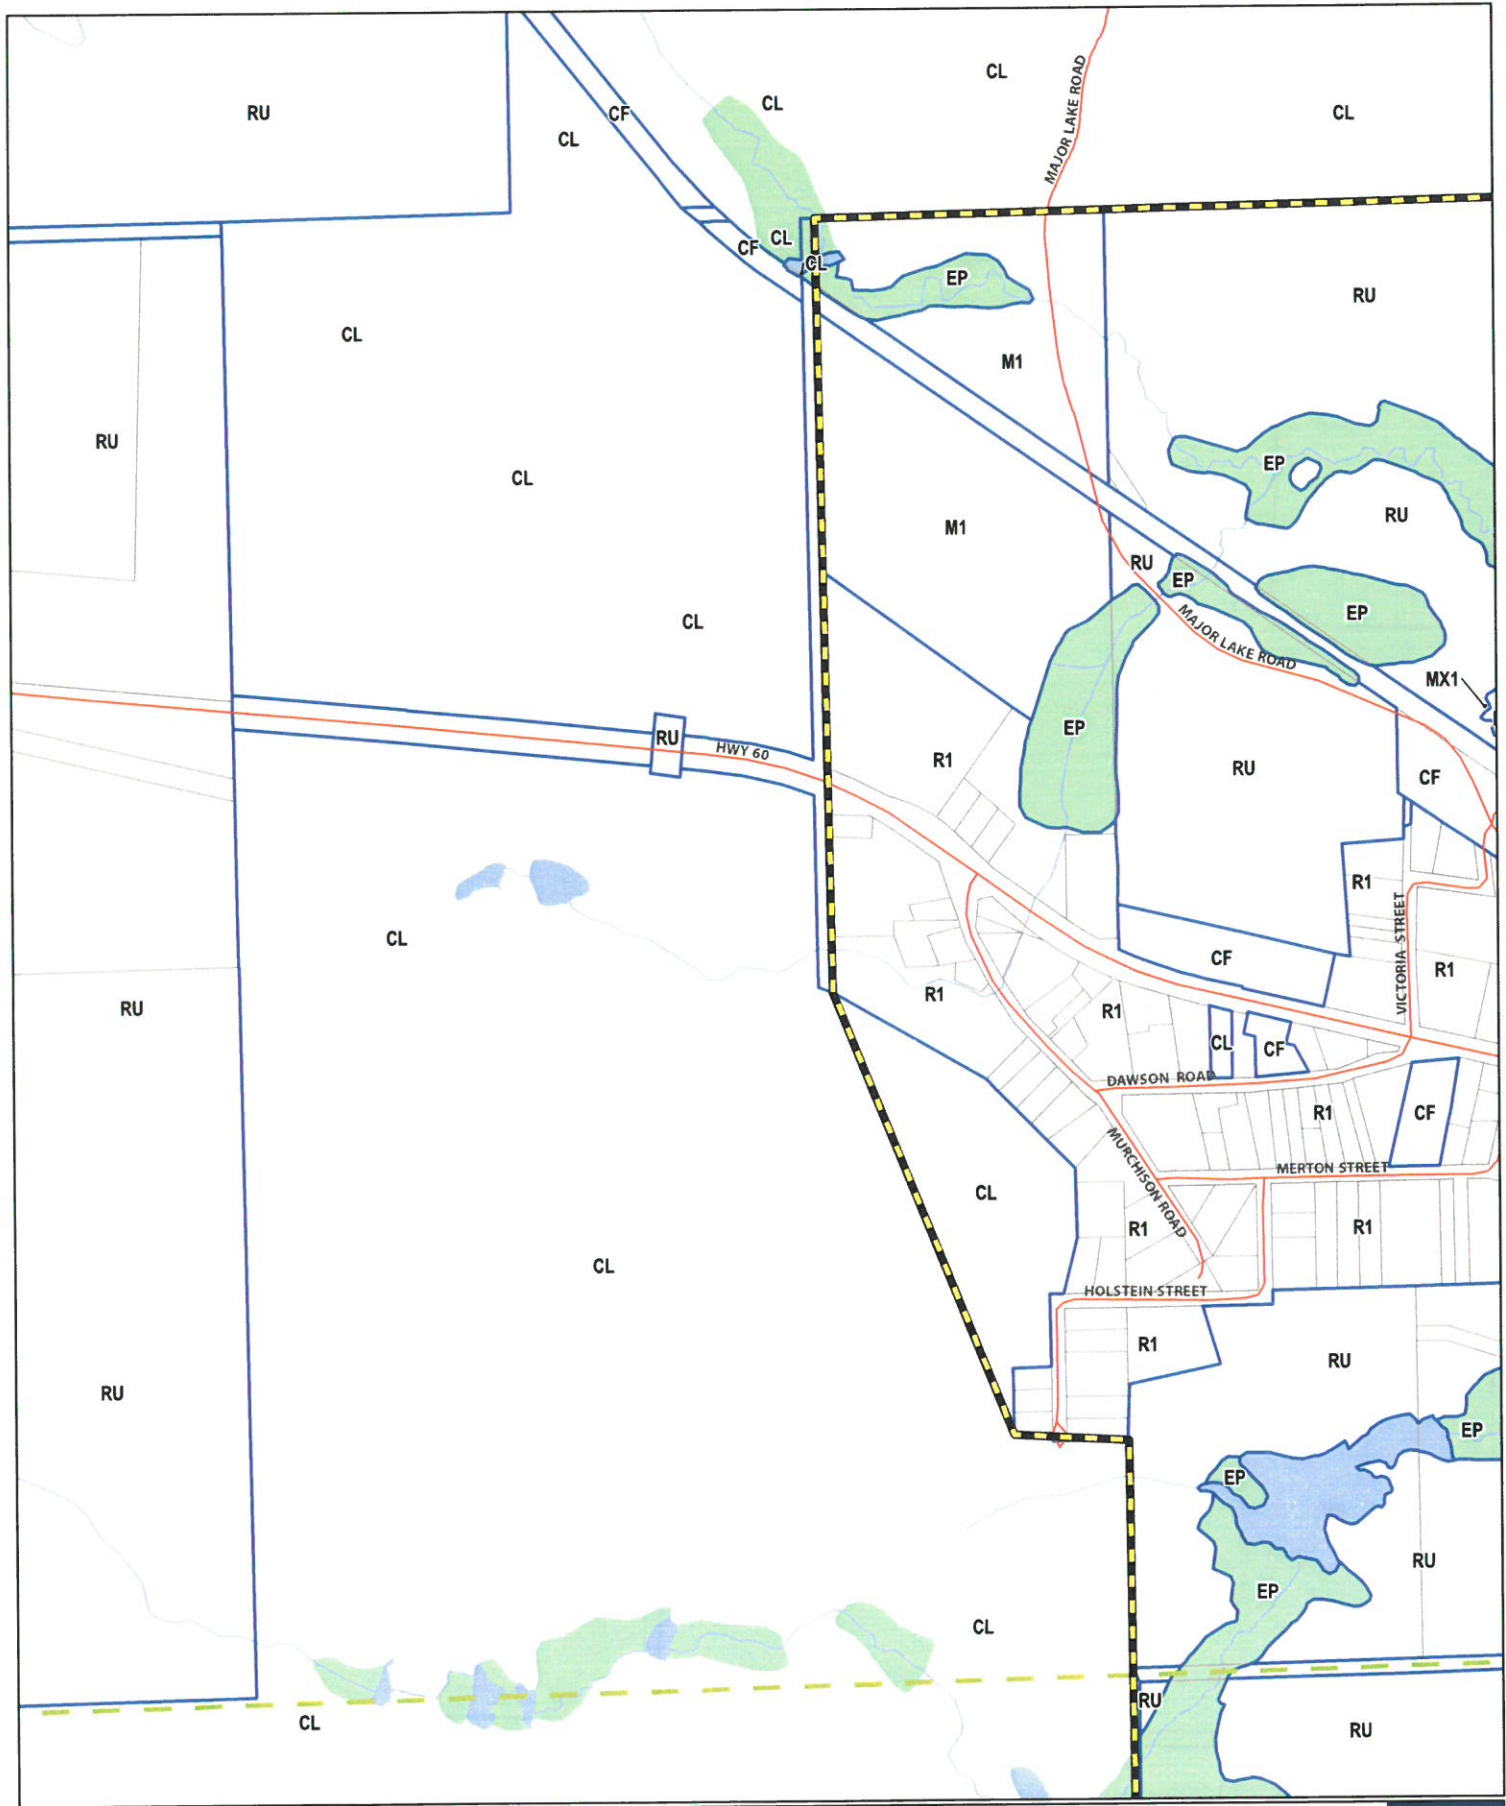 CL
MAJOR LAKE ROAD
CL
RU
CF
CL
CL
CL
CF
CL
EP
RU
CL
M1
RU
EP
CL
RU
M1
RU
EP
EP
CL
MAJOR LAKE ROAD
MX1
EP
RU
HWY 60
R1
RU
CF
R1
VICTORIA STREET
CL
CF
R1
RU
R1
R1
CL
CF
DAWSON ROAD
R1
CF
MURCHISON ROAD
MERTON STREET
CL
R1
R1
CL
HOLSTEIN STREET
R1
RU
RU
EP
EP
RU
EP
CL
RU
CL
RU